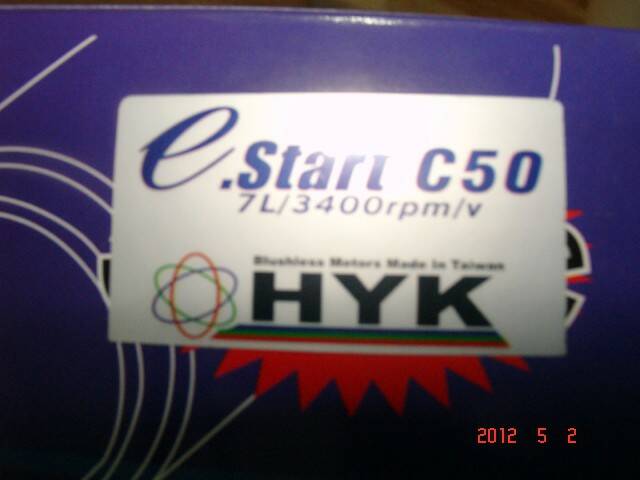 e.Start C50
7L/3400rpm/v
Blushless Motors Made in Taiwan
HYK
2012 5 2